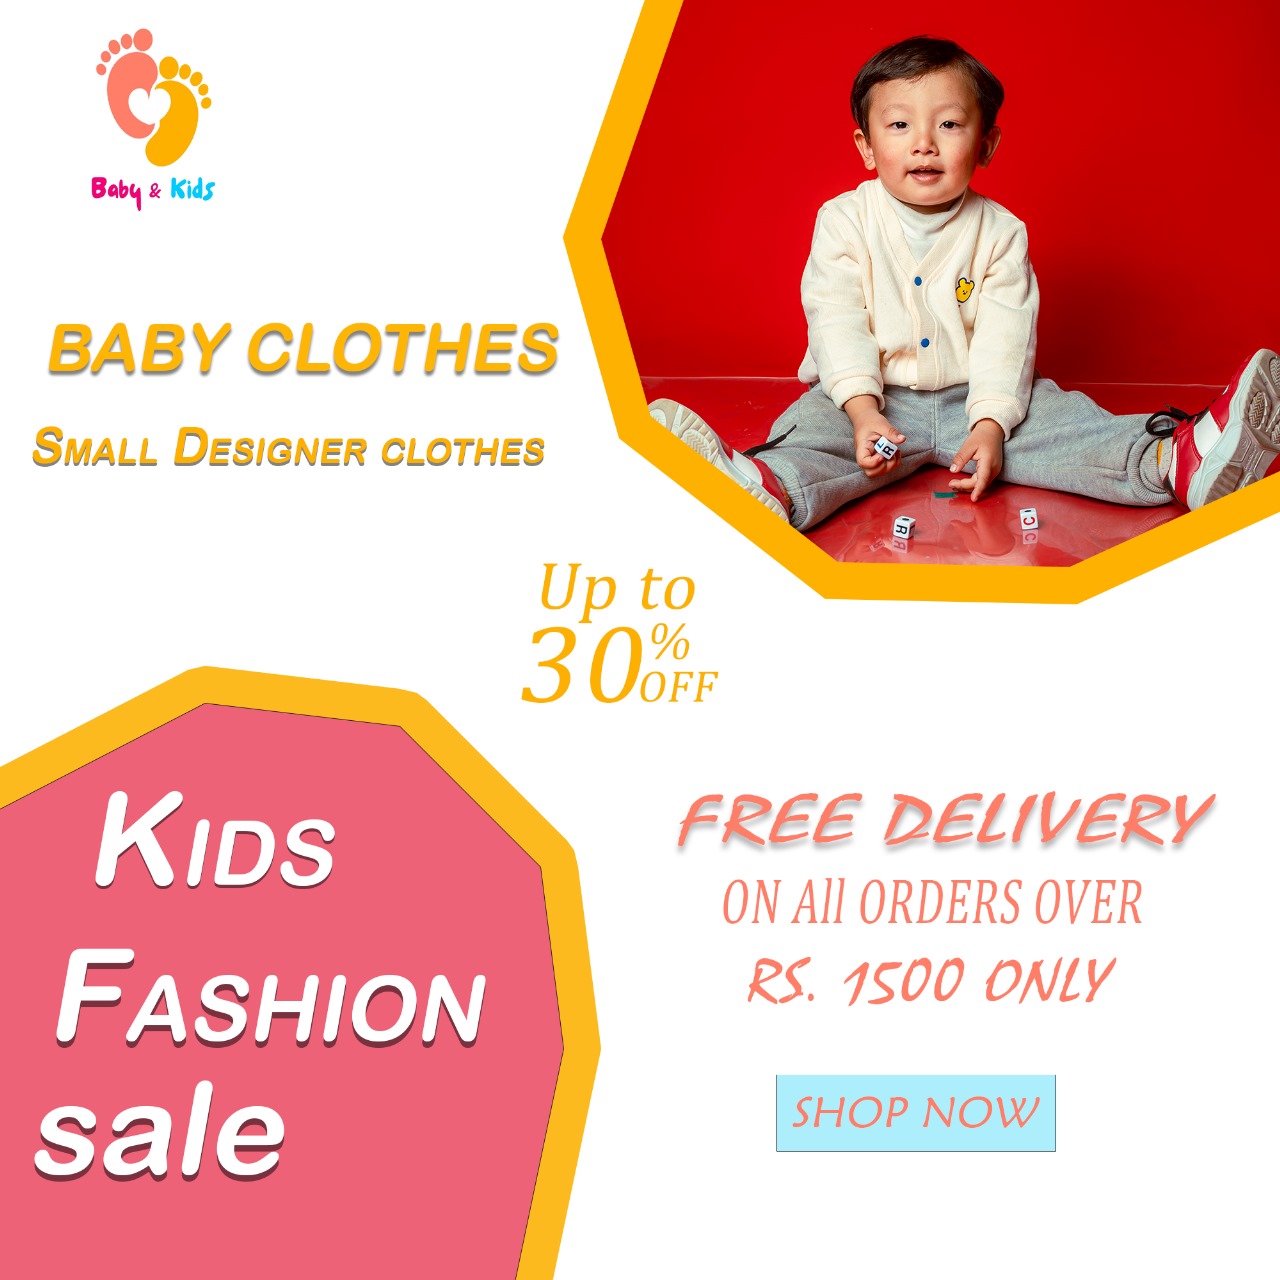 Baby & Kids
BABY CLOTHES
SMALL DESIGNER CLOTHES
Up to
30%
OFF
KIDS
FASHION
sale
FREE DELIVERY
ON All ORDERS OVER
RS. 1500 ONLY
SHOP NOW
R
R
C